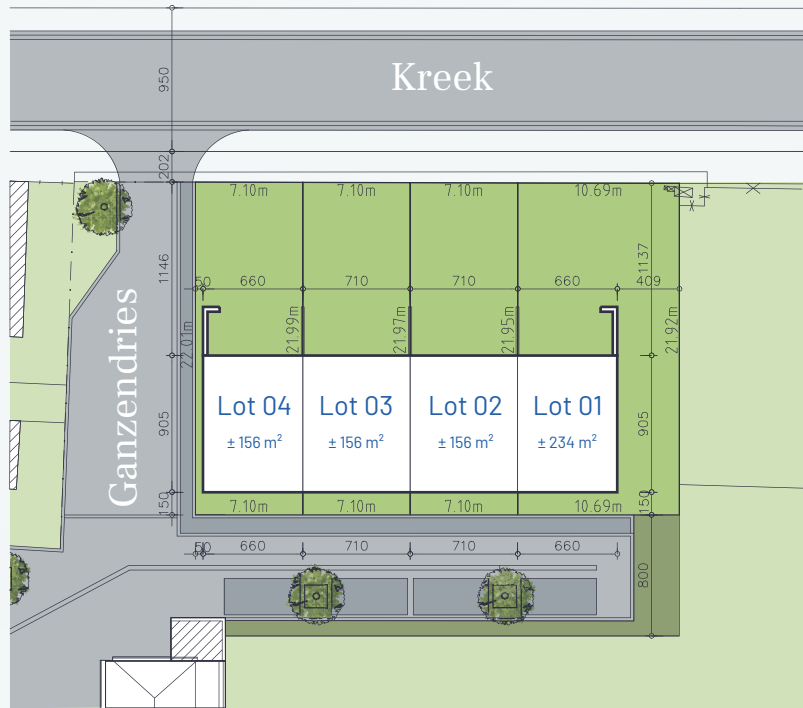 Kreek
950
202
7.10m
7.10m
7.10m
10.69m
1146
1137
50
660
710
710
660
409
22.01m
21.99m
21.97m
21.95m
21.92m
Ganzendries
Lot 04
± 156 m²
Lot 03
± 156 m²
Lot 02
± 156 m²
Lot 01
± 234 m²
905
905
150
150
7.10m
7.10m
7.10m
10.69m
50
660
710
710
660
800